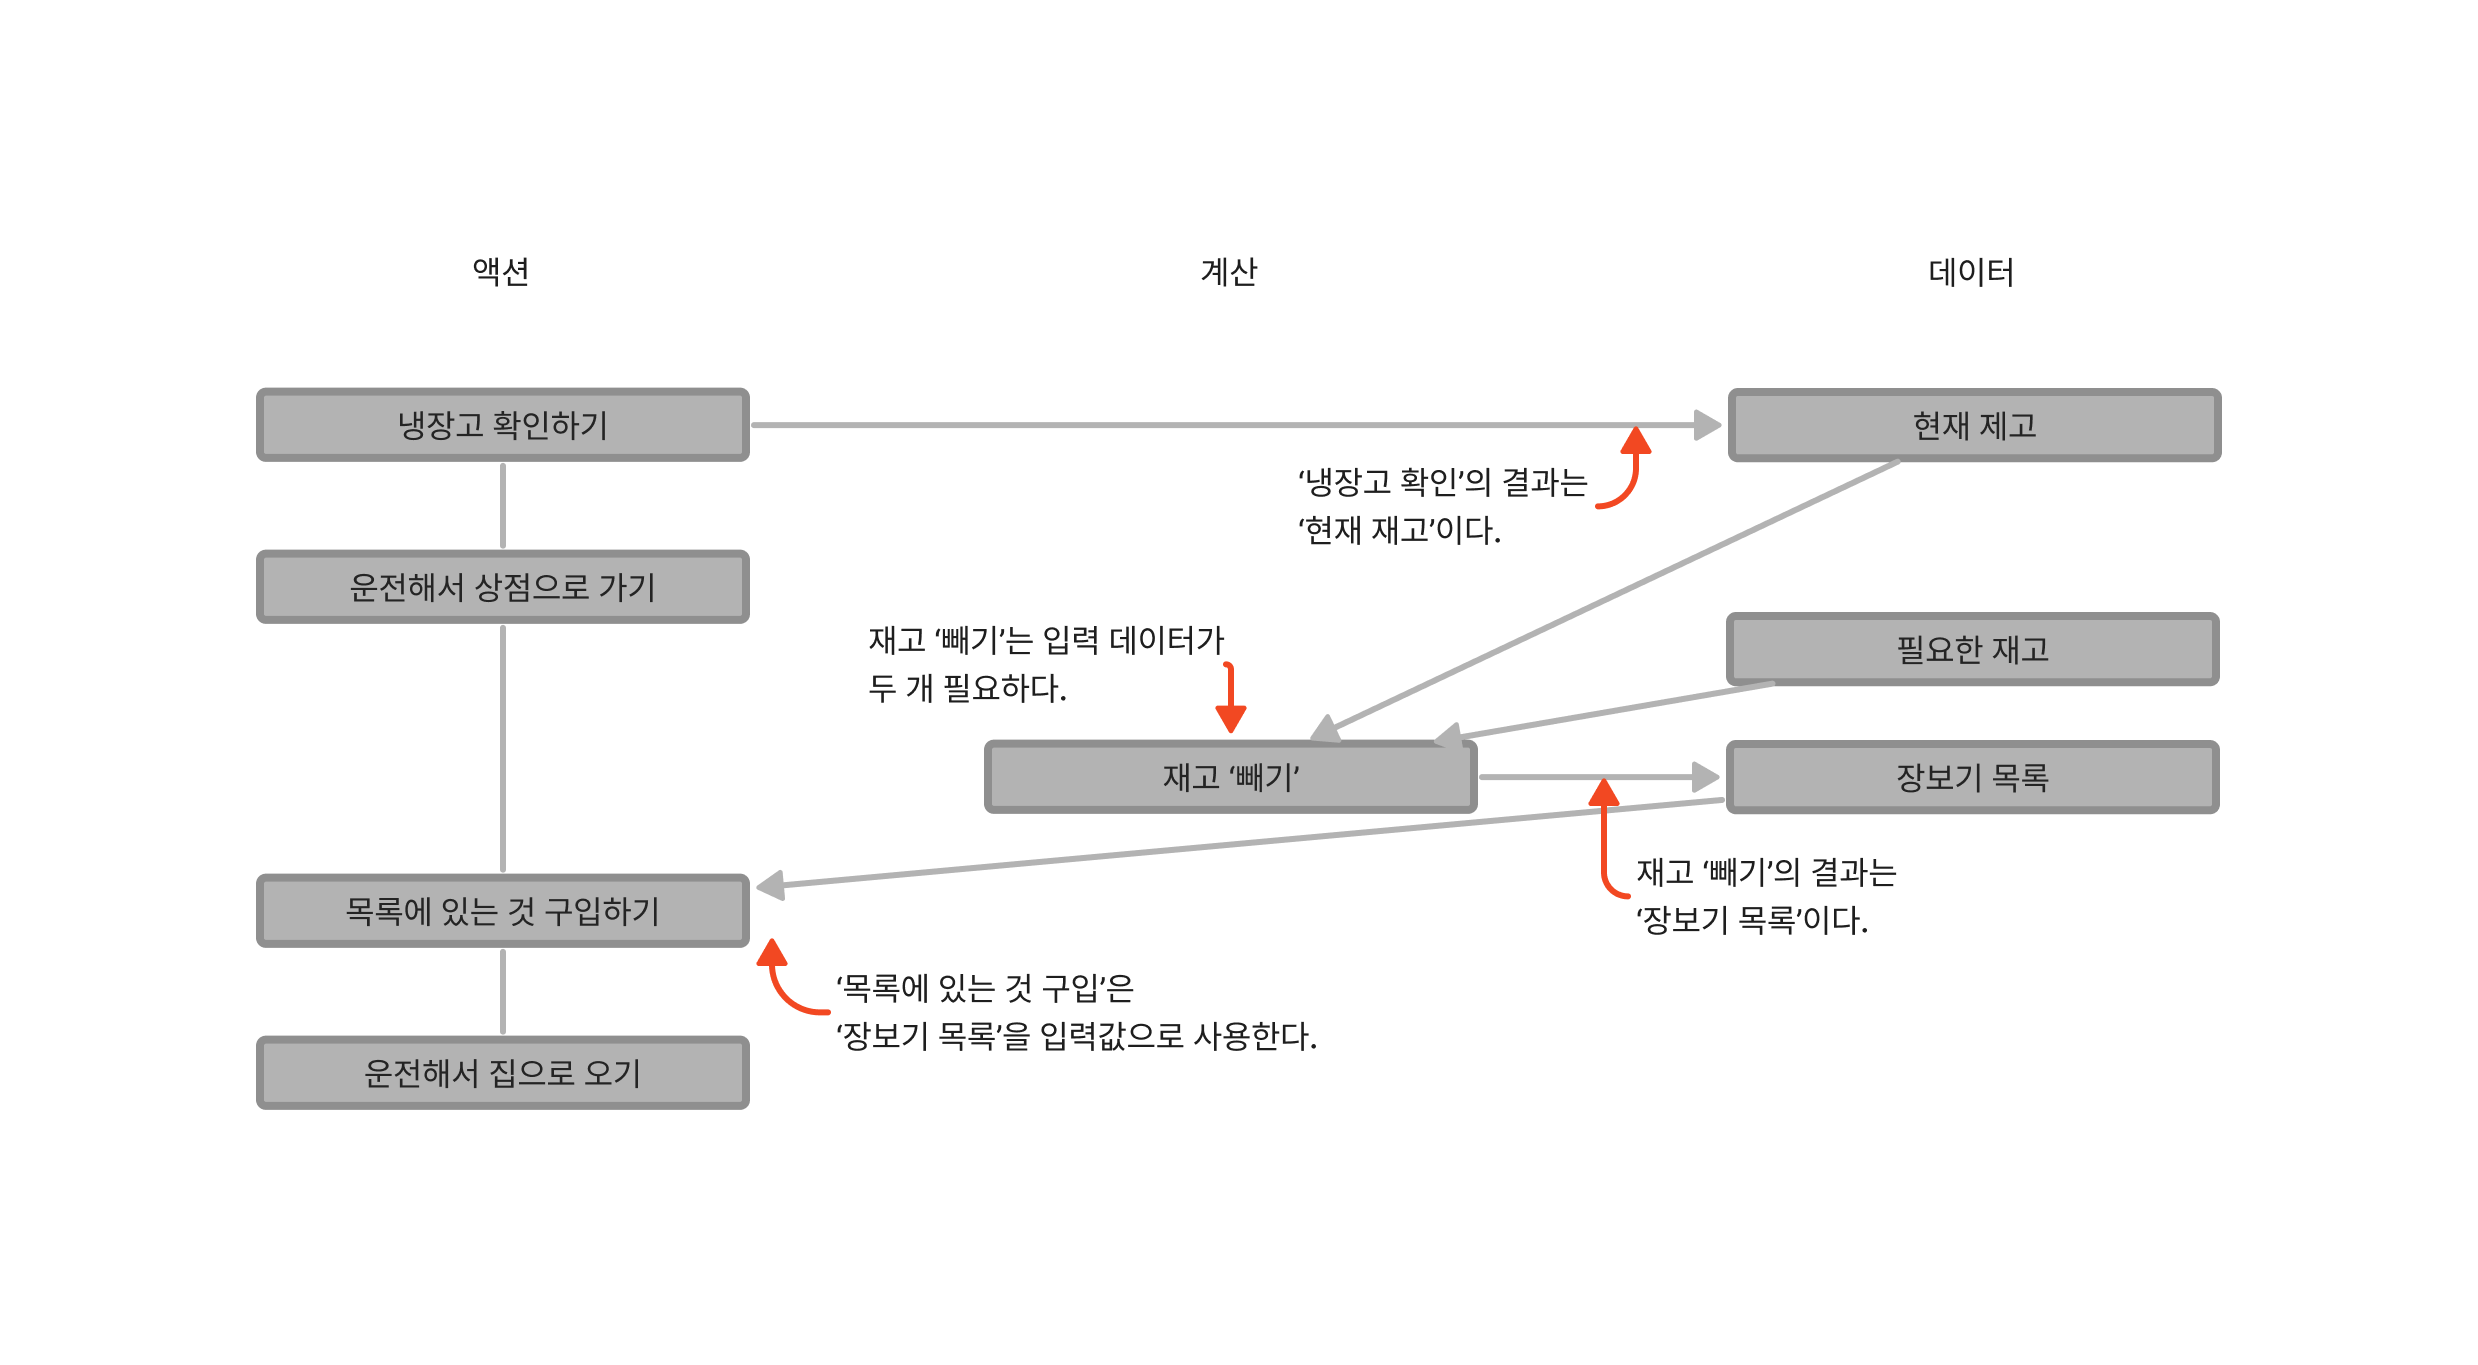 액션
계산
데이터
냉장고 확인하기
현재 제고
‘냉장고 확인’의 결과는
‘현재 재고’이다.
운전해서 상점으로 가기
재고 ‘빼기’는 입력 데이터가
두 개 필요하다.
필요한 재고
재고 ‘빼기’
장보기 목록
재고 ‘빼기’의 결과는
‘장보기 목록’이다.
목록에 있는 것 구입하기
‘목록에 있는 것 구입’은
‘장보기 목록’을 입력값으로 사용한다.
운전해서 집으로 오기